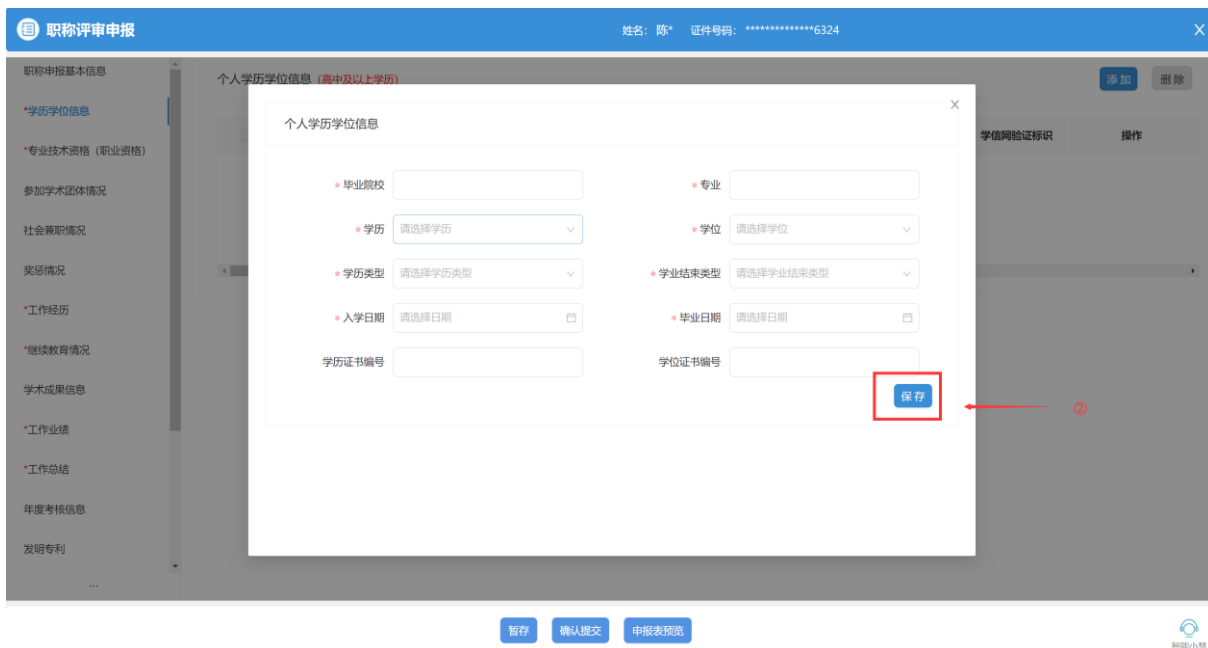 职称评审申报 姓名：陈* 证件号码：**************6324 X
职称申报基本信息
个人学历学位信息（高中及以上学历） 添加 删除
*学历学位信息
个人学历学位信息 X
学信网验证标识 操作
*专业技术资格（职业资格）
* 毕业院校 * 专业
参加学术团体情况
* 学历 请选择学历 * 学位 请选择学位
社会兼职情况
* 学历类型 请选择学历类型 * 学业结束类型 请选择学业结束类型
奖惩情况
*工作经历
* 入学日期 请选择日期 * 毕业日期 请选择日期
*继续教育情况
学历证书编号 学位证书编号
学术成果信息
保存
②
*工作业绩
*工作总结
年度考核信息
发明专利
...
暂存 确认提交 申报表预览